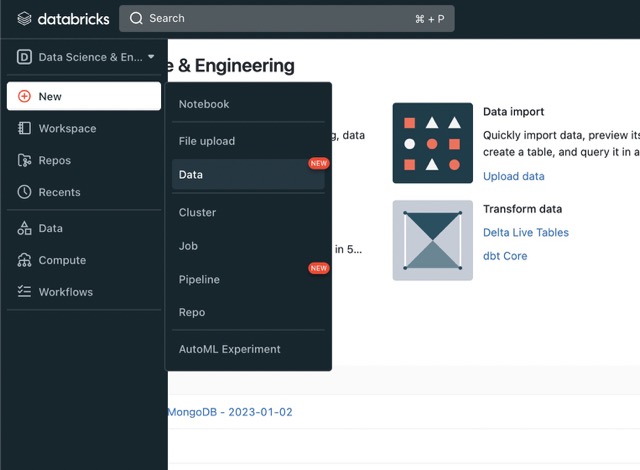 databricks
Search
⌘ + P
Data Science & En...
e & Engineering
New
Workspace
Repos
Recents
Data
Compute
Workflows
Notebook
File upload
Data
NEW
Cluster
Job
Pipeline
NEW
Repo
AutoML Experiment
g, data
in 5...
Data import
Quickly import data, preview its
create a table, and query it in a
Upload data
Transform data
Delta Live Tables
dbt Core
MongoDB - 2023-01-02